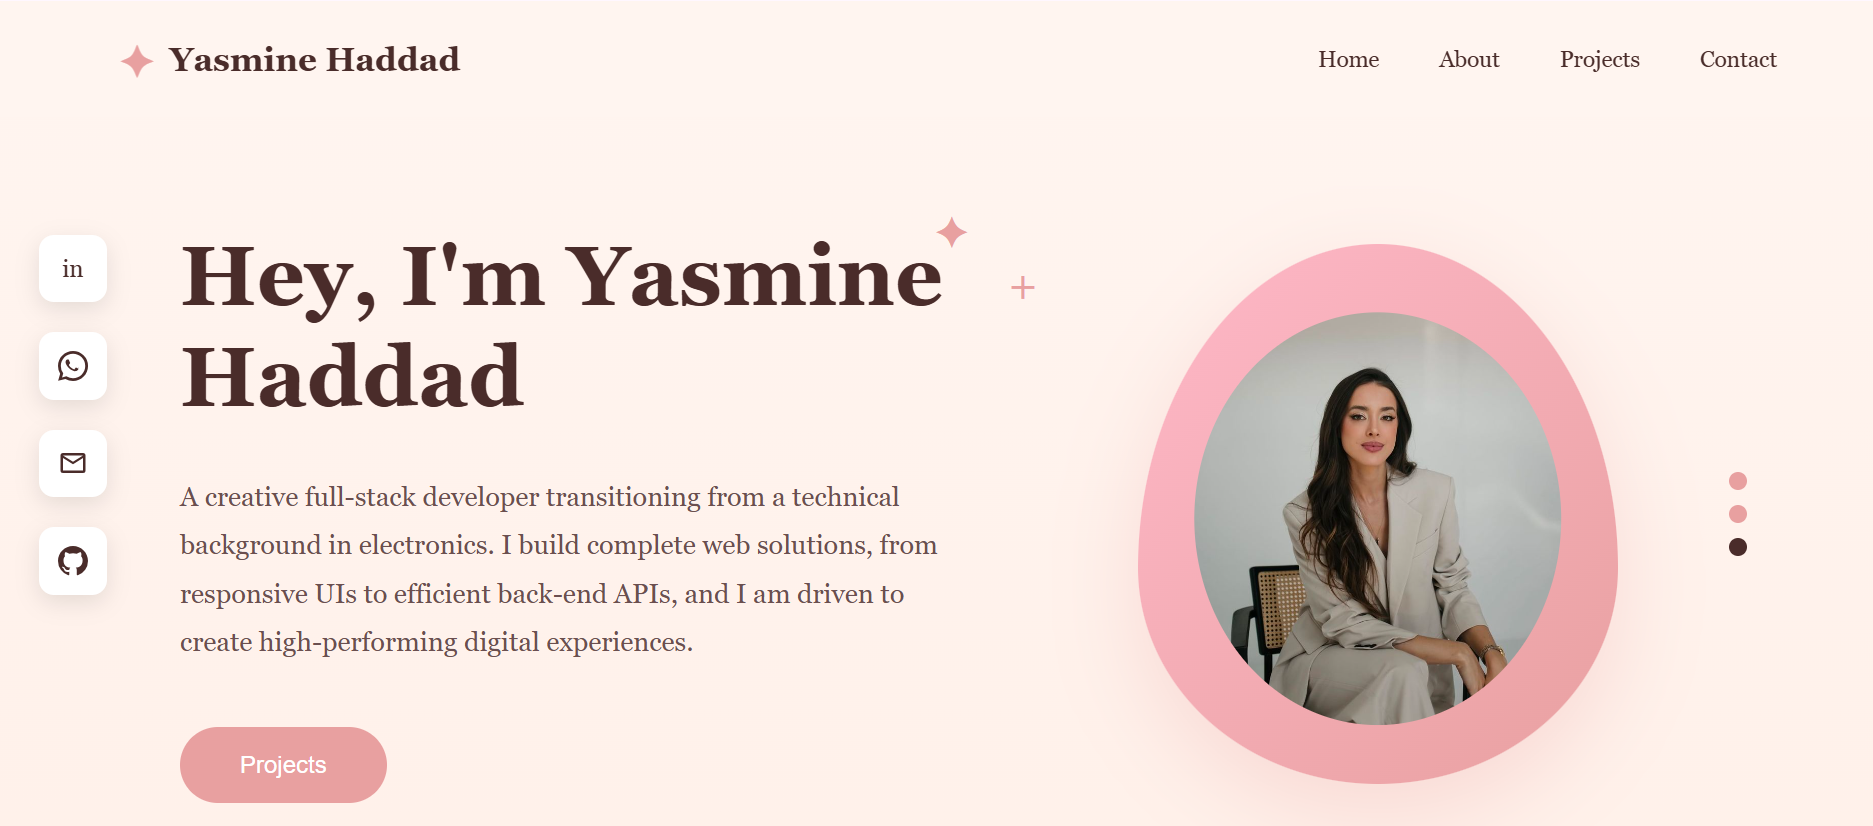 Yasmine Haddad
Home About Projects Contact
Hey, I'm Yasmine
Haddad
in
A creative full-stack developer transitioning from a technical
background in electronics. I build complete web solutions, from
responsive UIs to efficient back-end APIs, and I am driven to
create high-performing digital experiences.
Projects